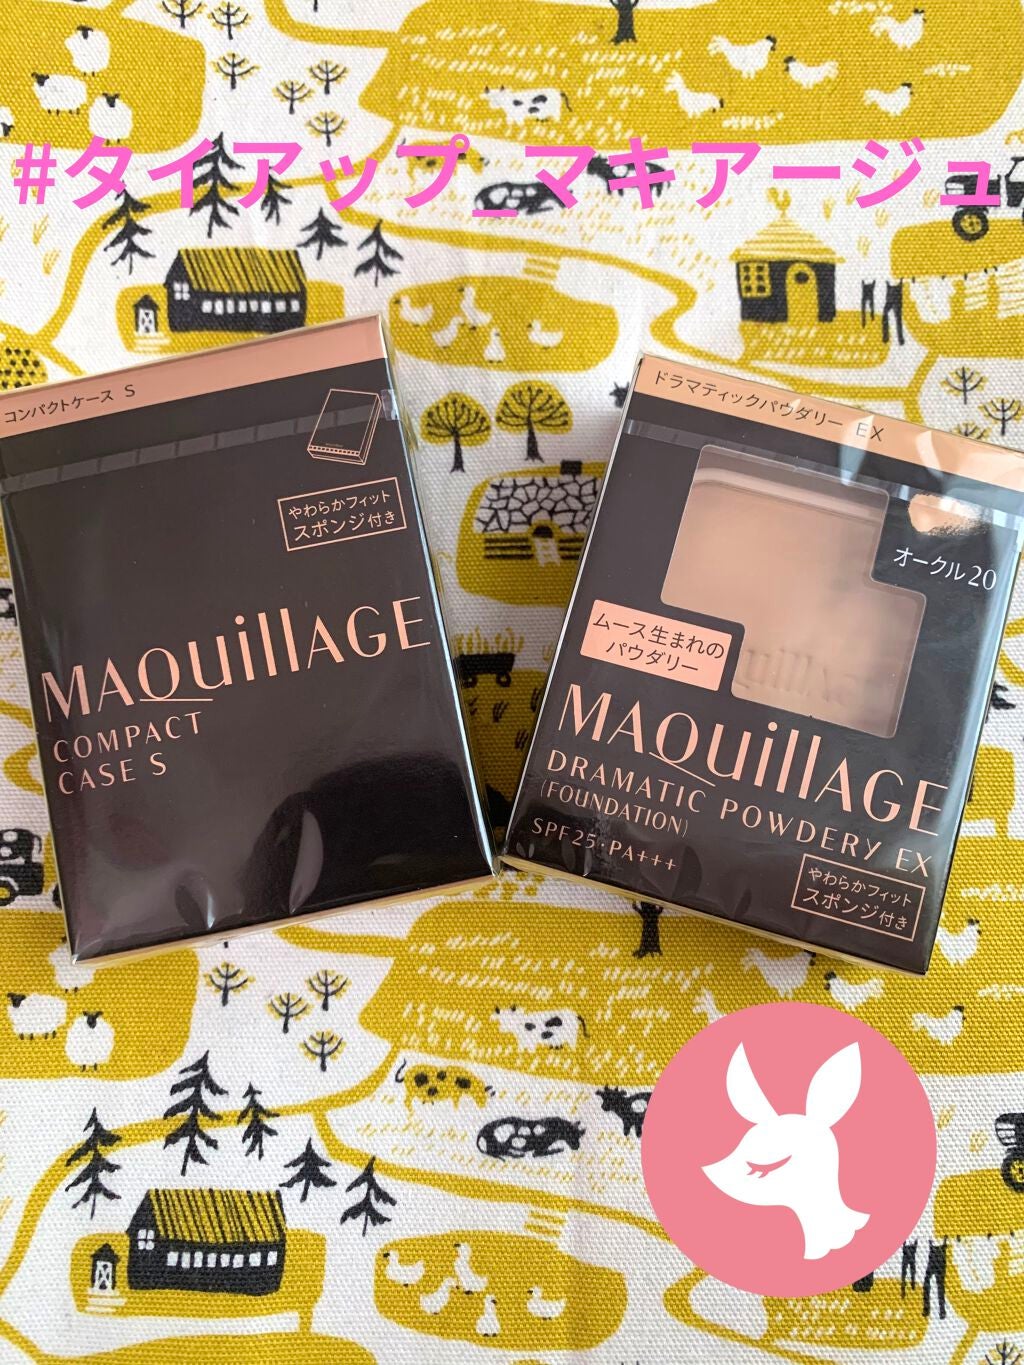 #タイアップ_マキアージュ
コンパクトケース S
やわらかフィット
スポンジ付き
MAQuillAGE
COMPACT
CASE S
ドラマティックパウダリー EX
オークル20
ムース生まれの
パウダリー
MAQuillAGE
DRAMATIC POWDERY EX
(FOUNDATION)
SPF25・PA+++
やわらかフィット
スポンジ付き